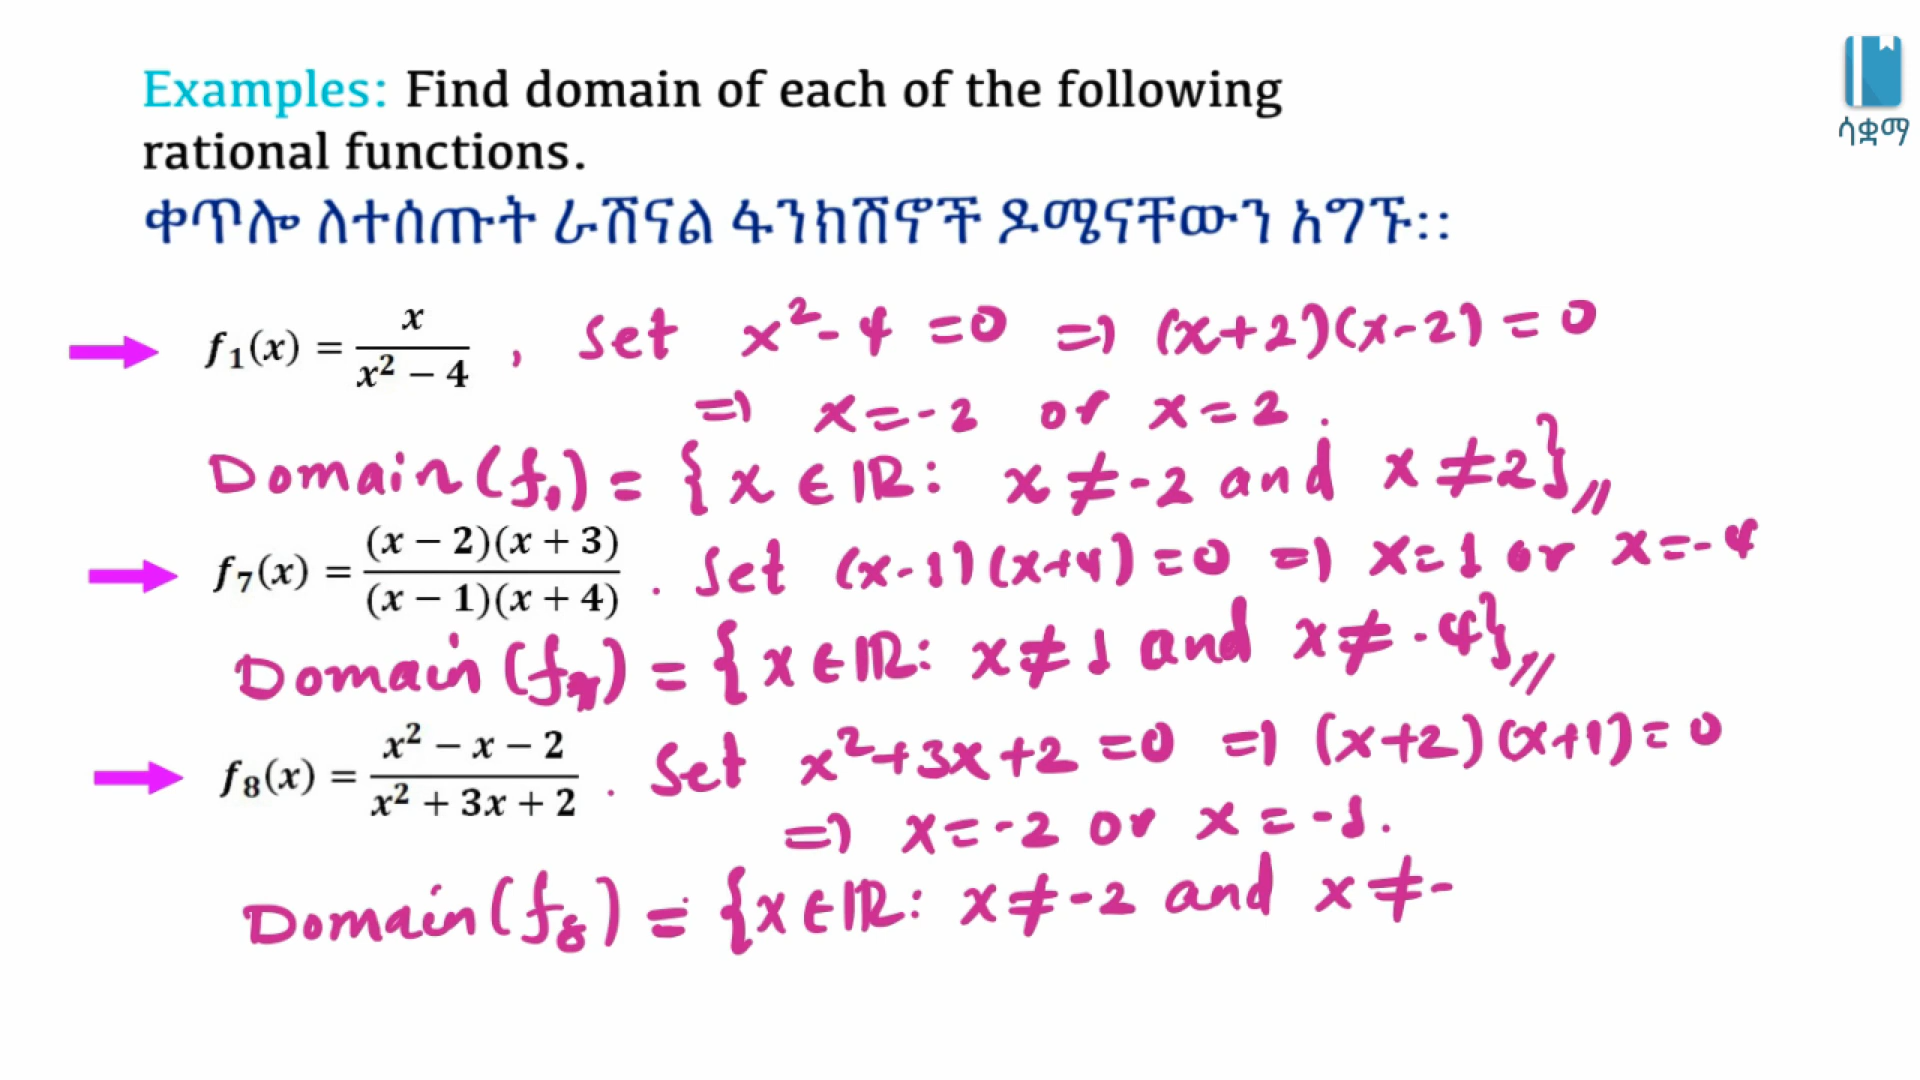 Examples: Find domain of each of the following
rational functions.
ቀጥሎ ለተሰጡት ራሽናል ፋንክሽኖች ዶሜናቸውን አግኙ::
ሳቋማ
f₁(x) = x / (x² − 4) , Set x² - 4 = 0 => (x+2)(x-2) = 0
=> x = -2 or x = 2.
Domain(f₁) = {x ∈ ℝ: x ≠ -2 and x ≠ 2}//
f₇(x) = (x − 2)(x + 3) / (x − 1)(x + 4) . Set (x-1)(x+4) = 0 => x = 1 or x = -4
Domain(f₇) = {x ∈ ℝ: x ≠ 1 and x ≠ -4}//
f₈(x) = (x² − x − 2) / (x² + 3x + 2) . Set x² + 3x + 2 = 0 => (x+2)(x+1) = 0
=> x = -2 or x = -1.
Domain(f₈) = {x ∈ ℝ: x ≠ -2 and x ≠ -